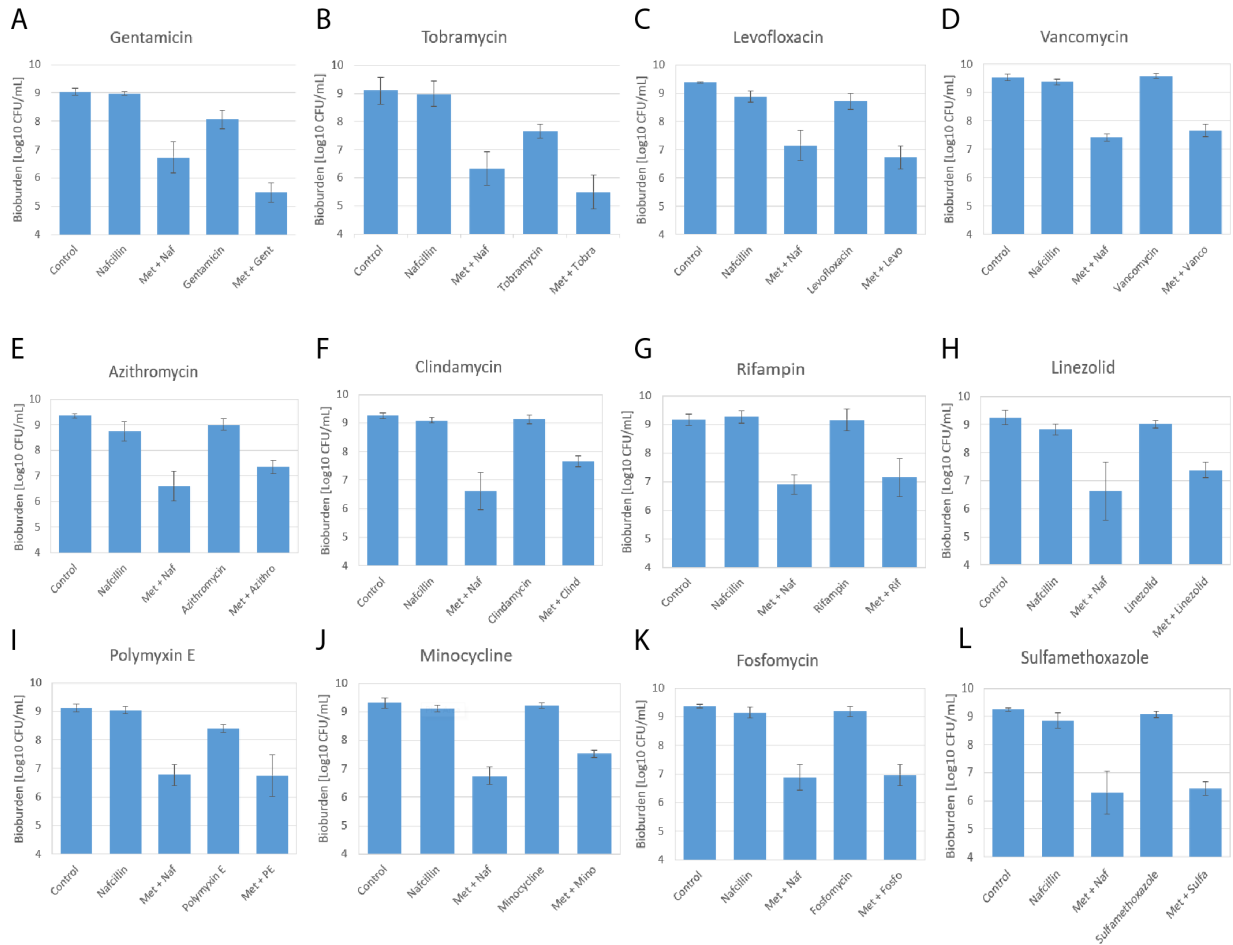 A
Gentamicin
Bioburden [Log10 CFU/mL]
10
9
8
7
6
5
4
Control
Nafcillin
Met + Naf
Gentamicin
Met + Gent
B
Tobramycin
Bioburden [Log10 CFU/mL]
10
9
8
7
6
5
4
Control
Nafcillin
Met + Naf
Tobramycin
Met + Tobra
C
Levofloxacin
Bioburden [Log10 CFU/mL]
10
9
8
7
6
5
4
Control
Nafcillin
Met + Naf
Levofloxacin
Met + Levo
D
Vancomycin
Bioburden [Log10 CFU/mL]
10
9
8
7
6
5
4
Control
Nafcillin
Met + Naf
Vancomycin
Met + Vanco
E
Azithromycin
Bioburden [Log10 CFU/mL]
10
9
8
7
6
5
4
Control
Nafcillin
Met + Naf
Azithromycin
Met + Azithro
F
Clindamycin
Bioburden [Log10 CFU/mL]
10
9
8
7
6
5
4
Control
Nafcillin
Met + Naf
Clindamycin
Met + Clind
G
Rifampin
Bioburden [Log10 CFU/mL]
10
9
8
7
6
5
4
Control
Nafcillin
Met + Naf
Rifampin
Met + Rif
H
Linezolid
Bioburden [Log10 CFU/mL]
10
9
8
7
6
5
4
Control
Nafcillin
Met + Naf
Linezolid
Met + Linezolid
I
Polymyxin E
Bioburden [Log10 CFU/mL]
10
9
8
7
6
5
4
Control
Nafcillin
Met + Naf
Polymyxin E
Met + PE
J
Minocycline
Bioburden [Log10 CFU/mL]
10
9
8
7
6
5
4
Control
Nafcillin
Met + Naf
Minocycline
Met + Mino
K
Fosfomycin
Bioburden [Log10 CFU/mL]
10
9
8
7
6
5
4
Control
Nafcillin
Met + Naf
Fosfomycin
Met + Fosfo
L
Sulfamethoxazole
Bioburden [Log10 CFU/mL]
10
9
8
7
6
5
4
Control
Nafcillin
Met + Naf
Sulfamethoxazole
Met + Sulfa